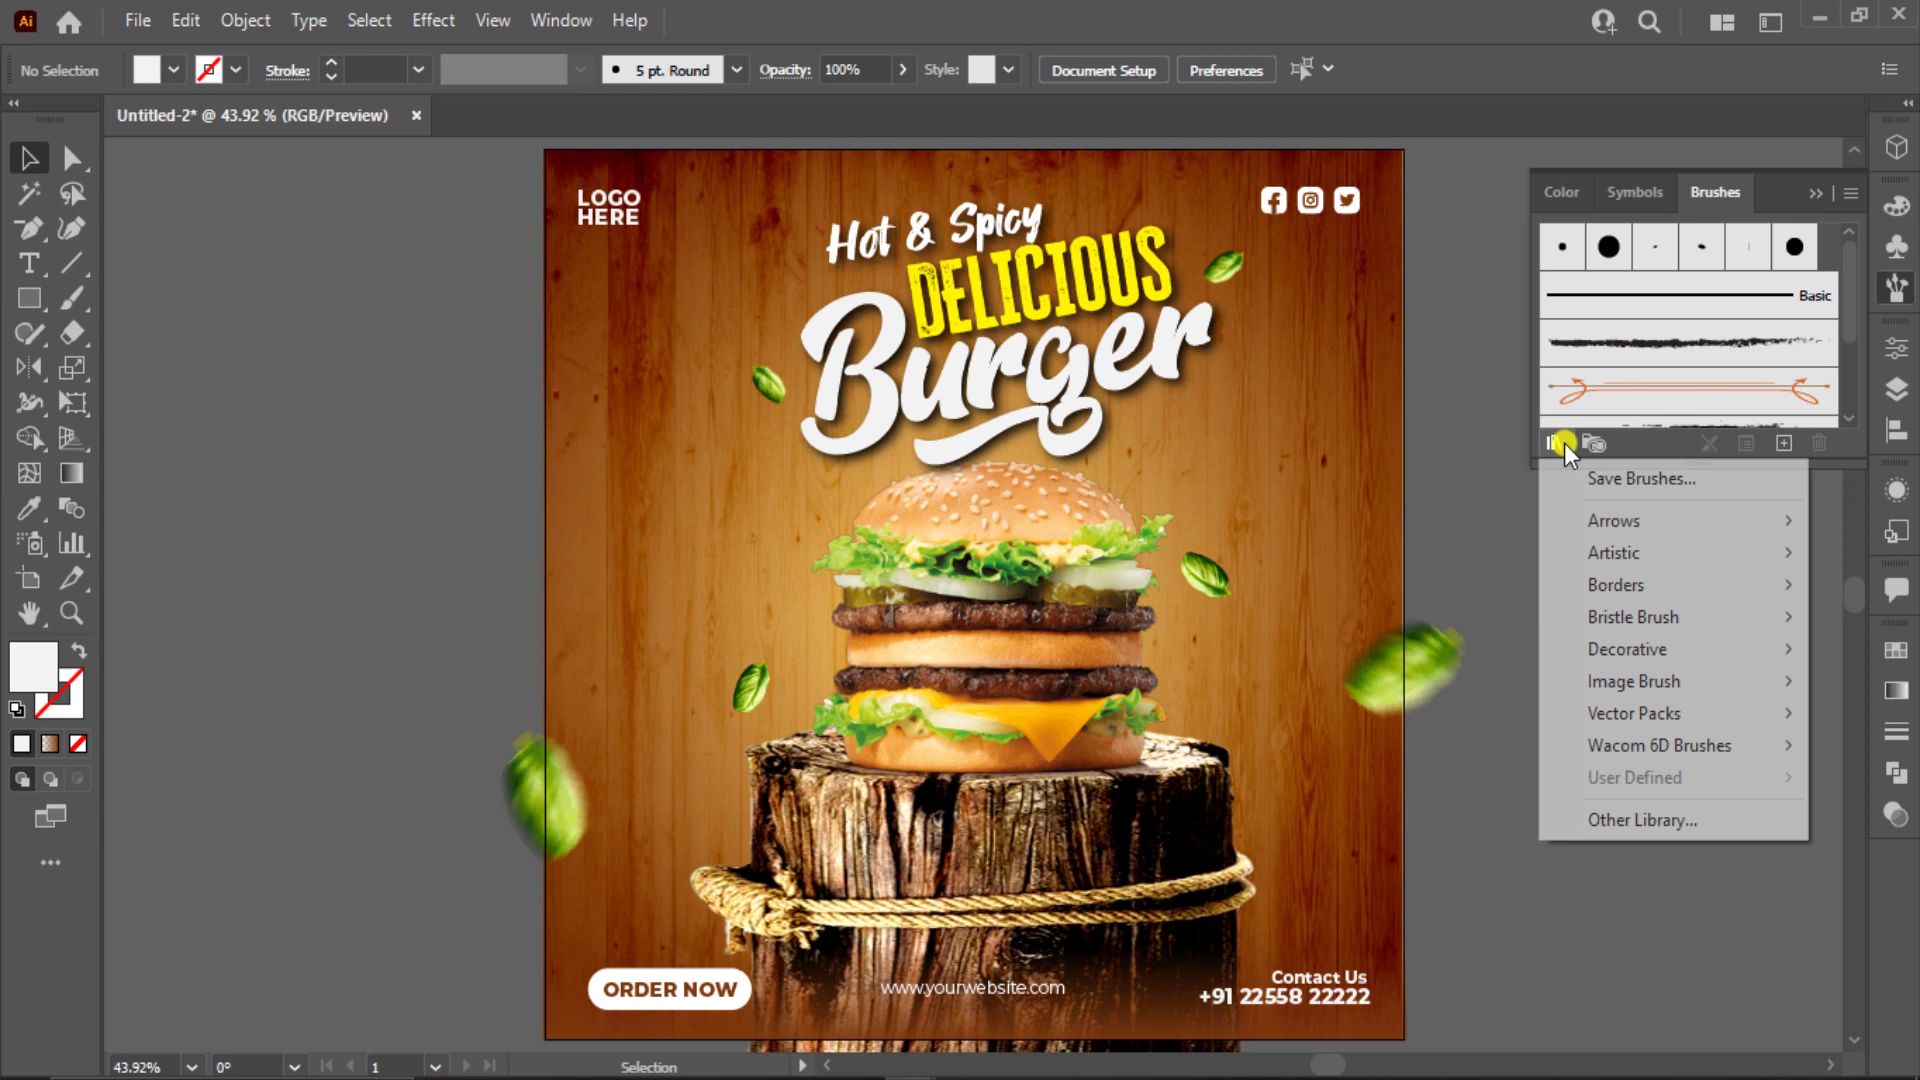 Ai File Edit Object Type Select Effect View Window Help
No Selection Stroke: 5 pt. Round Opacity: 100% Style: Document Setup Preferences
Untitled-2* @ 43.92 % (RGB/Preview)
Color Symbols Brushes
Basic
Save Brushes...
Arrows
Artistic
Borders
Bristle Brush
Decorative
Image Brush
Vector Packs
Wacom 6D Brushes
User Defined
Other Library...
LOGO
HERE
Hot & Spicy
DELICIOUS
Burger
ORDER NOW
www.yourwebsite.com
Contact Us
+91 22558 22222
43.92% 0° 1 Selection